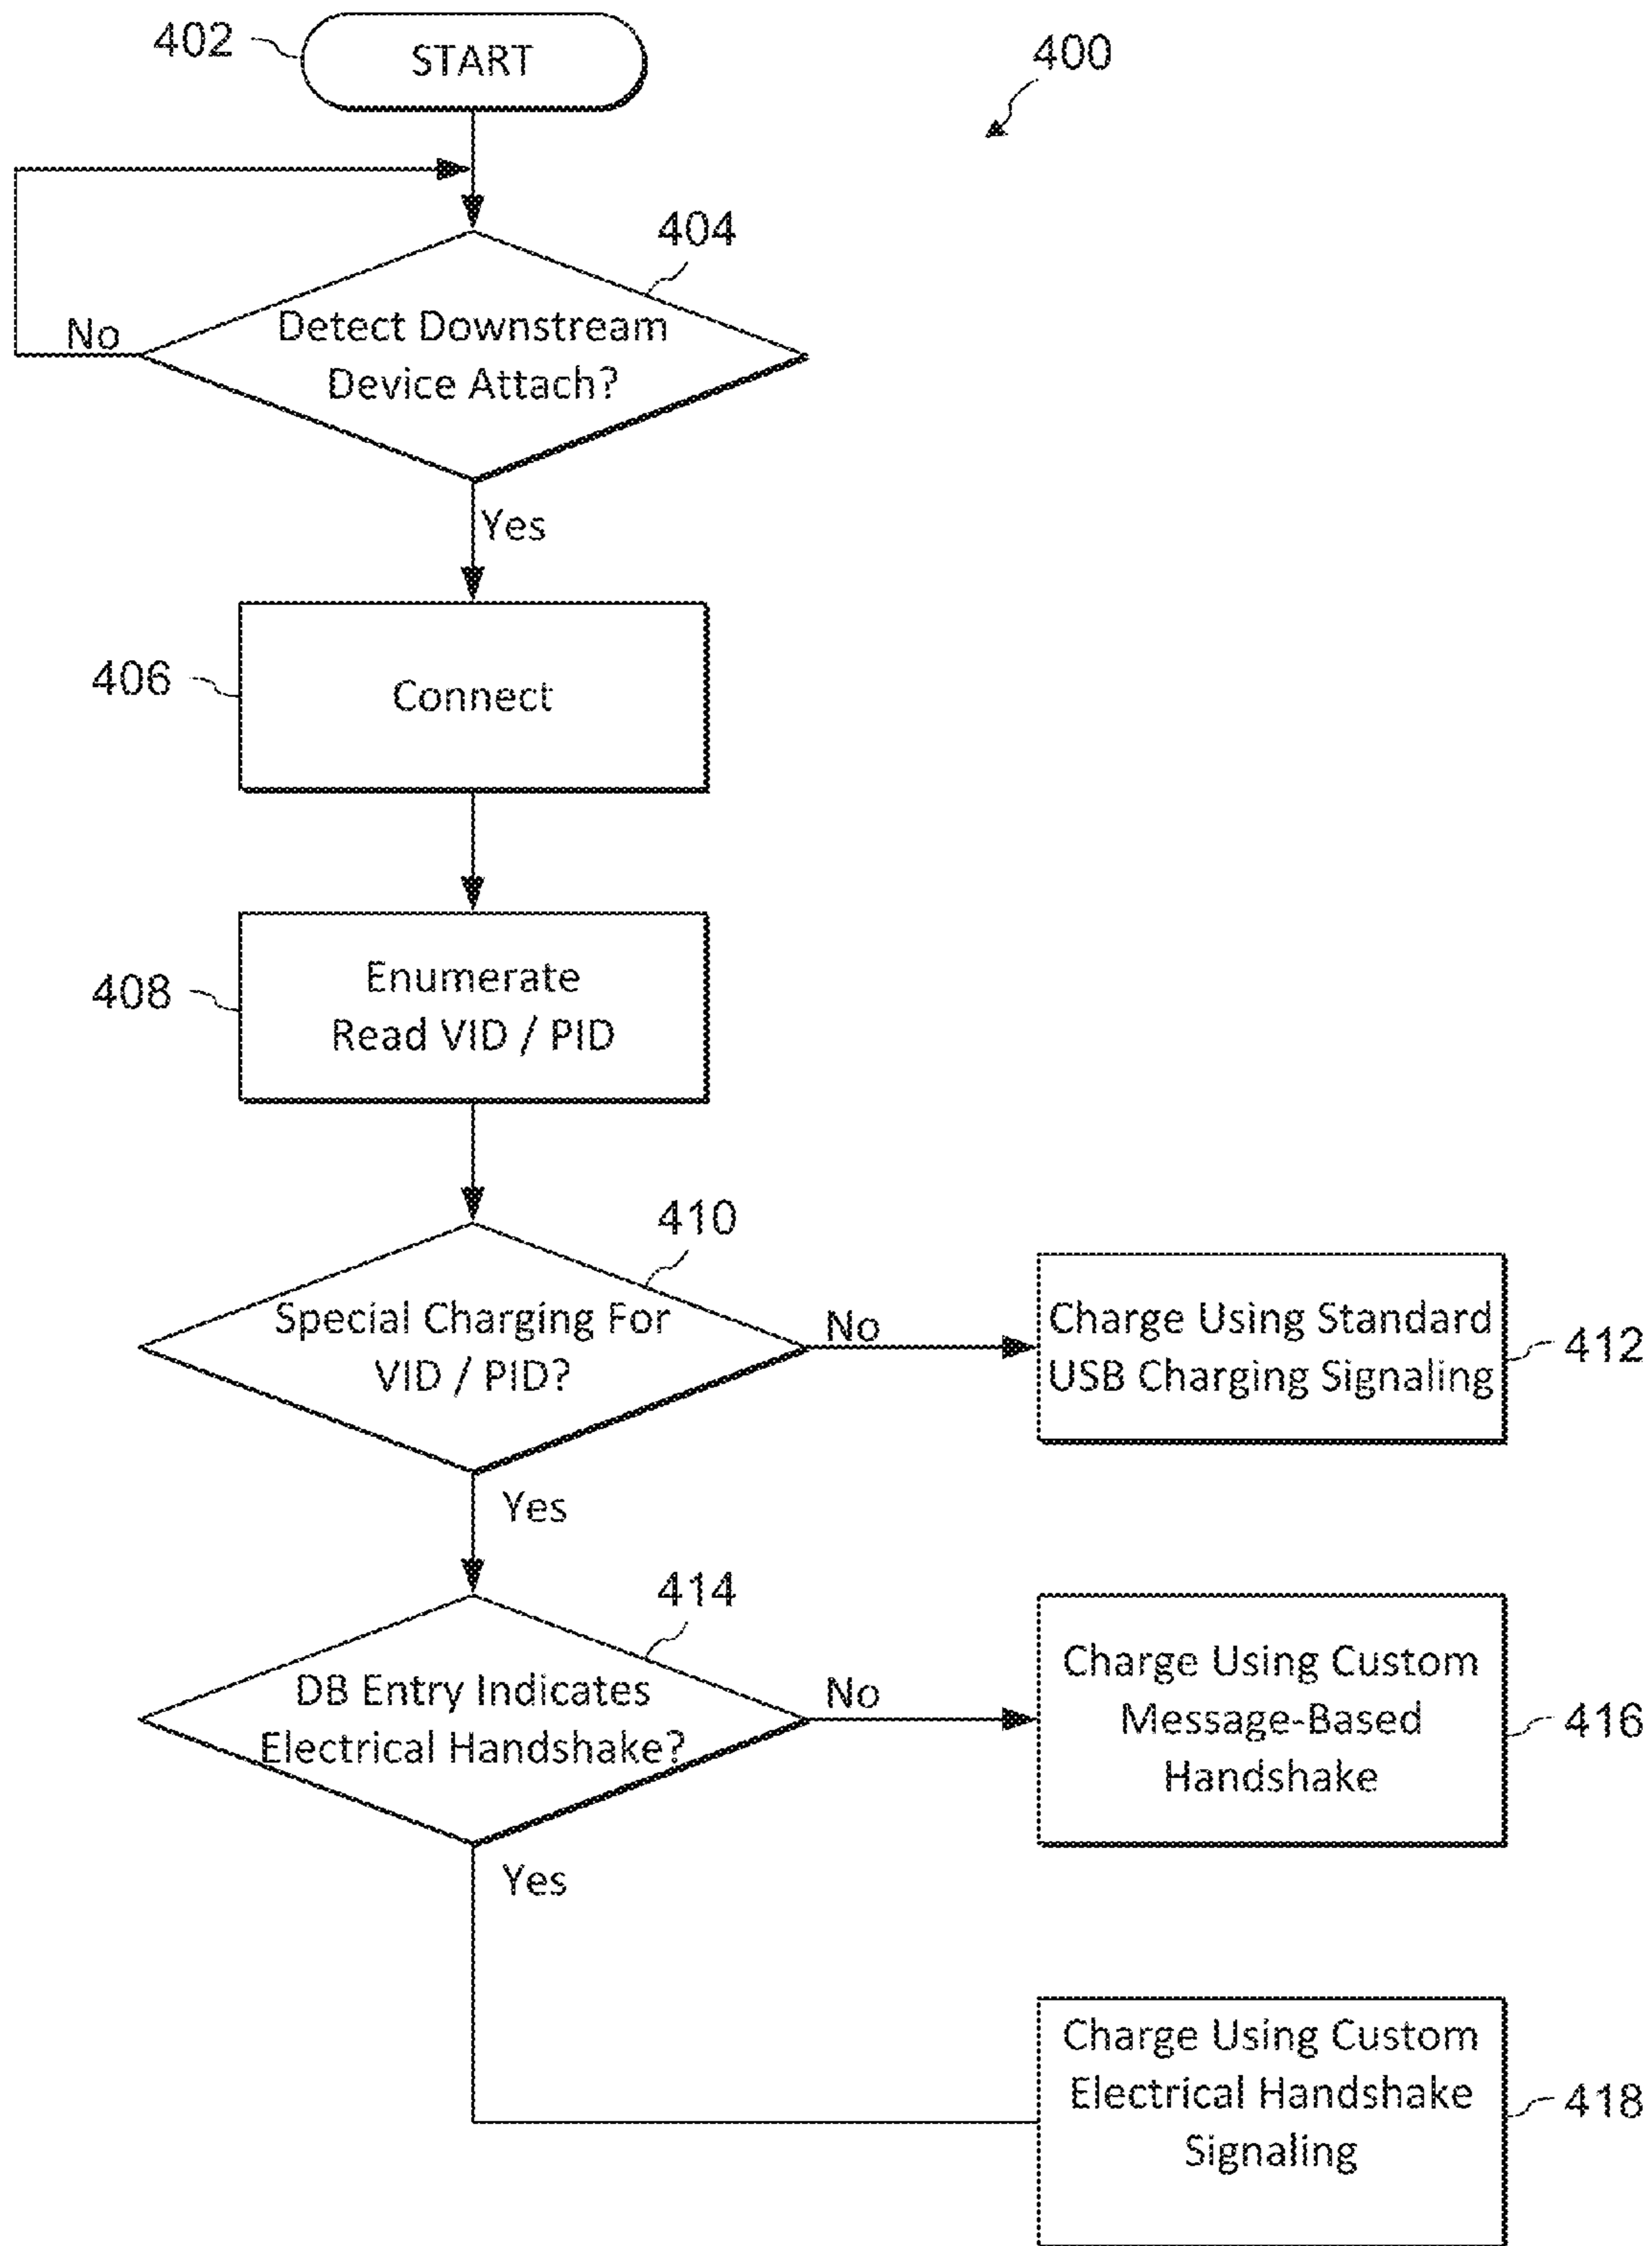 402
START
400
404
Detect Downstream
Device Attach?
No
Yes
406
Connect
408
Enumerate
Read VID / PID
410
Special Charging For
VID / PID?
No
Charge Using Standard
USB Charging Signaling
412
Yes
414
DB Entry Indicates
Electrical Handshake?
No
Charge Using Custom
Message-Based
Handshake
416
Yes
Charge Using Custom
Electrical Handshake
Signaling
418